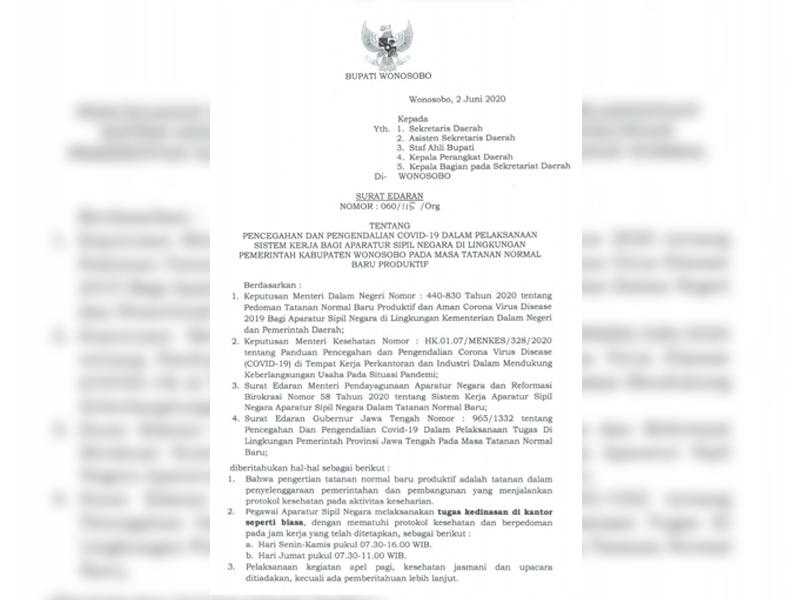 BUPATI WONOSOBO
Wonosobo, 2 Juni 2020
Kepada
Yth. 1. Sekretaris Daerah
2. Asisten Sekretaris Daerah
3. Staf Ahli Bupati
4. Kepala Perangkat Daerah
5. Kepala Bagian pada Sekretariat Daerah
Di- WONOSOBO
SURAT EDARAN
NOMOR : 060/115 /Org
TENTANG
PENCEGAHAN DAN PENGENDALIAN COVID-19 DALAM PELAKSANAAN
SISTEM KERJA BAGI APARATUR SIPIL NEGARA DI LINGKUNGAN
PEMERINTAH KABUPATEN WONOSOBO PADA MASA TATANAN NORMAL
BARU PRODUKTIF
Berdasarkan :
1. Keputusan Menteri Dalam Negeri Nomor : 440-830 Tahun 2020 tentang
Pedoman Tatanan Normal Baru Produktif dan Aman Corona Virus Disease
2019 Bagi Aparatur Sipil Negara di Lingkungan Kementerian Dalam Negeri
dan Pemerintah Daerah;
2. Keputusan Menteri Kesehatan Nomor : HK.01.07/MENKES/328/2020
tentang Panduan Pencegahan dan Pengendalian Corona Virus Disease
(COVID-19) di Tempat Kerja Perkantoran dan Industri Dalam Mendukung
Keberlangsungan Usaha Pada Situasi Pandemi;
3. Surat Edaran Menteri Pendayagunaan Aparatur Negara dan Reformasi
Birokrasi Nomor 58 Tahun 2020 tentang Sistem Kerja Aparatur Sipil
Negara Aparatur Sipil Negara Dalam Tatanan Normal Baru;
4. Surat Edaran Gubernur Jawa Tengah Nomor : 965/1332 tentang
Pencegahan Dan Pengendalian Covid-19 Dalam Pelaksanaan Tugas Di
Lingkungan Pemerintah Provinsi Jawa Tengah Pada Masa Tatanan Normal
Baru;
diberitahukan hal-hal sebagai berikut :
1. Bahwa pengertian tatanan normal baru produktif adalah tatanan dalam
penyelenggaraan pemerintahan dan pembangunan yang menjalankan
protokol kesehatan pada aktivitas keseharian.
2. Pegawai Aparatur Sipil Negara melaksanakan tugas kedinasan di kantor
seperti biasa, dengan mematuhi protokol kesehatan dan berpedoman
pada jam kerja yang telah ditetapkan, sebagai berikut :
a. Hari Senin-Kamis pukul 07.30-16.00 WIB.
b. Hari Jumat pukul 07.30-11.00 WIB.
3. Pelaksanaan kegiatan apel pagi, kesehatan jasmani dan upacara
ditiadakan, kecuali ada pemberitahuan lebih lanjut.